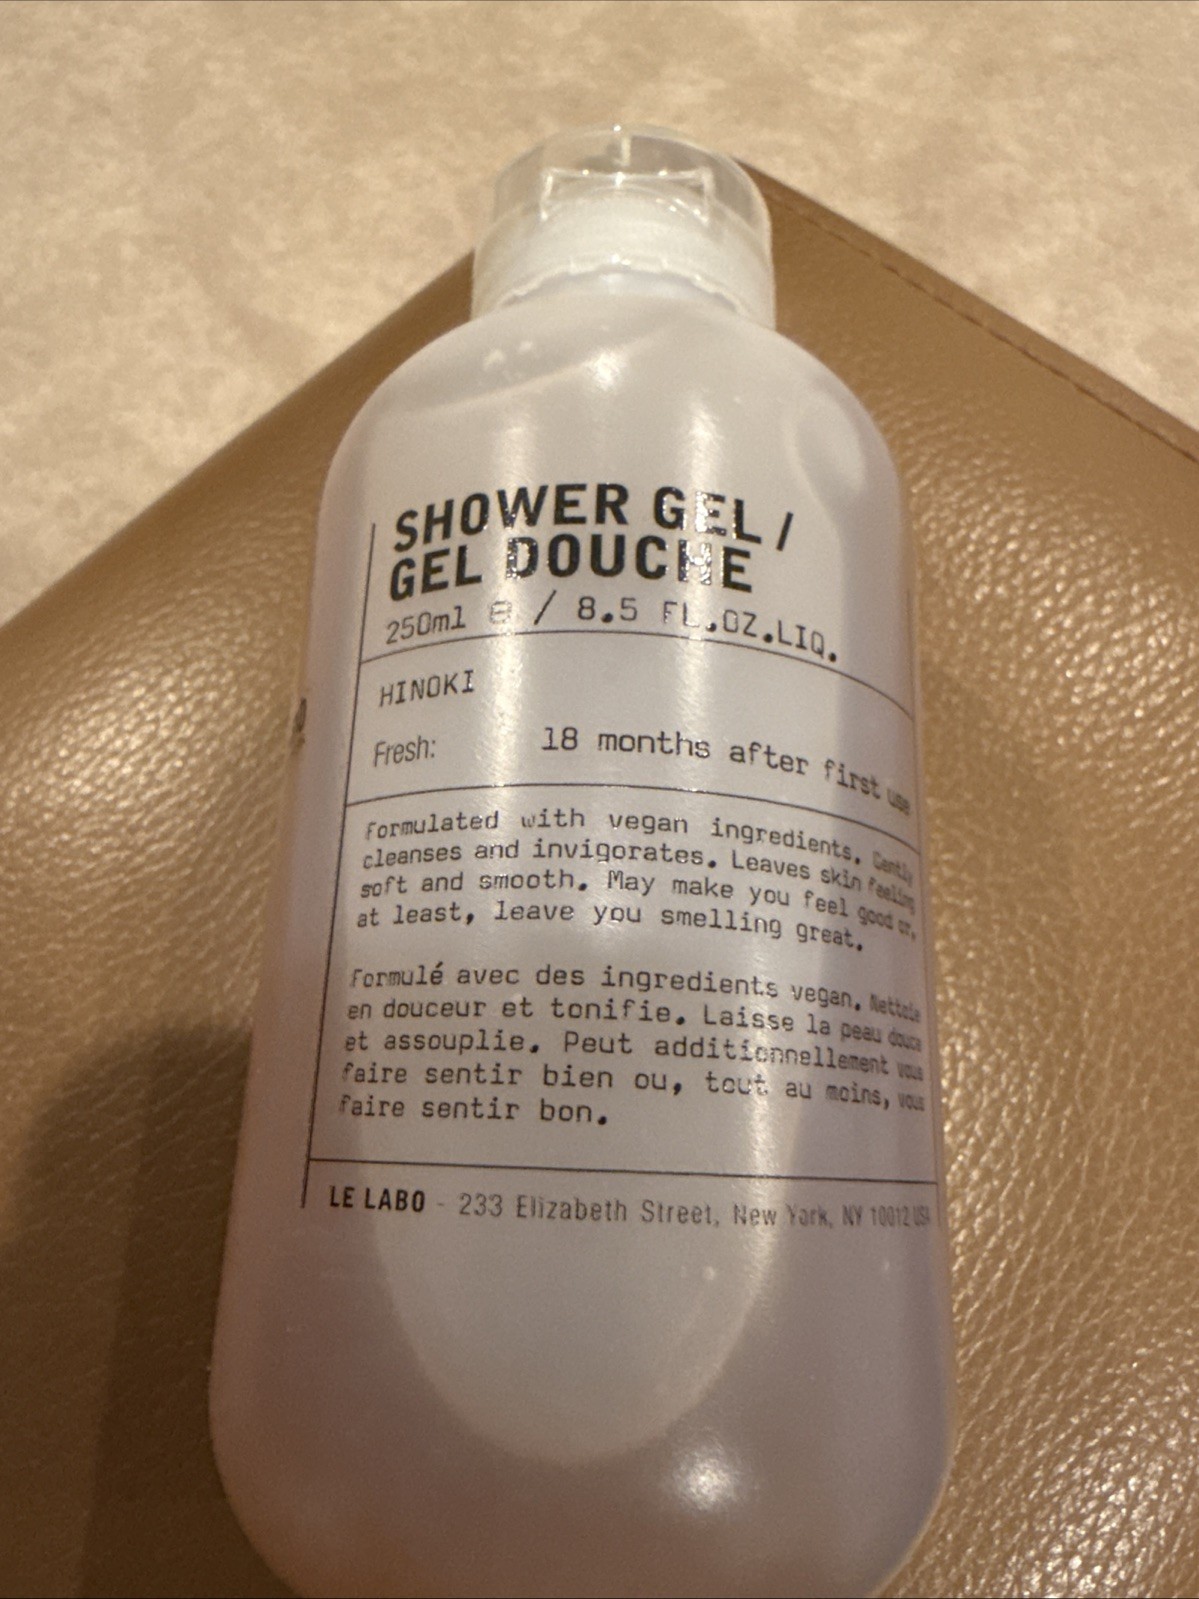 SHOWER GEL /
GEL DOUCHE
250ml ℮ / 8.5 FL.OZ.LIQ.
HINOKI
Fresh: 18 months after first use
Formulated with vegan ingredients. Gently
cleanses and invigorates. Leaves skin feeling
soft and smooth. May make you feel good or,
at least, leave you smelling great.
Formulé avec des ingredients vegan. Nettoie
en douceur et tonifie. Laisse la peau douce
et assouplie. Peut additionnellement vous
faire sentir bien ou, tout au moins, vous
faire sentir bon.
LE LABO - 233 Elizabeth Street, New York, NY 10012 USA